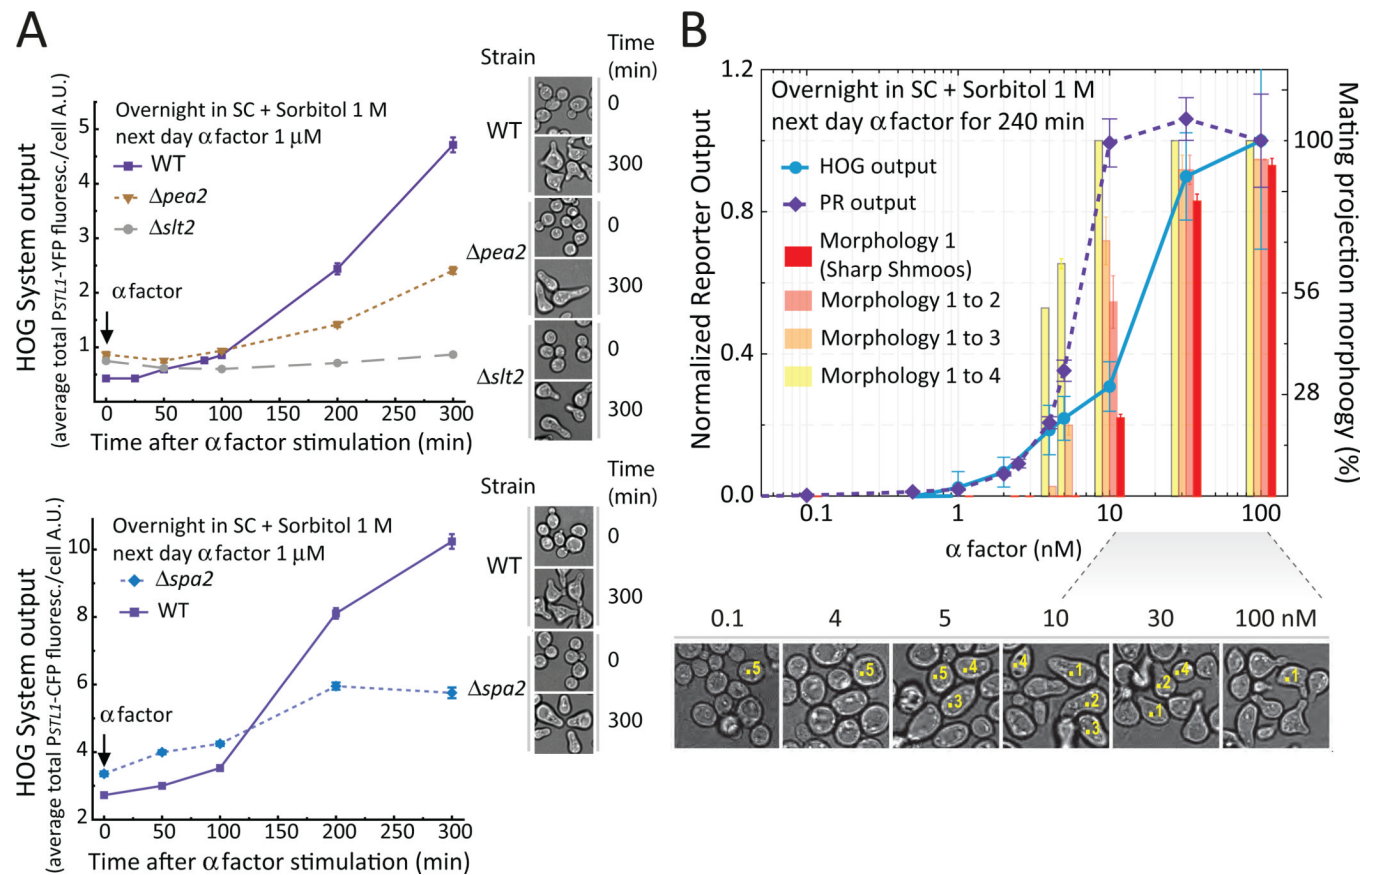 A
Overnight in SC + Sorbitol 1 M
next day α factor 1 μM
WT
Δpea2
Δslt2
α factor
HOG System output
(average total PSTL1-YFP fluoresc./cell A.U.)
5
4
3
2
1
0 50 100 150 200 250 300
Time after α factor stimulation (min)
Strain
Time
(min)
WT
0
300
Δpea2
0
300
Δslt2
0
300
Overnight in SC + Sorbitol 1 M
next day α factor 1 μM
Δspa2
WT
α factor
HOG System output
(average total PSTL1-CFP fluoresc./cell A.U.)
10
8
6
4
2
0 50 100 150 200 250 300
Time after α factor stimulation (min)
Strain
Time
(min)
WT
0
300
Δspa2
0
300
B
Overnight in SC + Sorbitol 1 M
next day α factor for 240 min
HOG output
PR output
Morphology 1
(Sharp Shmoos)
Morphology 1 to 2
Morphology 1 to 3
Morphology 1 to 4
Normalized Reporter Output
1.2
0.8
0.4
0.0
Mating projection morphoogy (%)
100
56
28
0.1 1 10 100
α factor (nM)
0.1 4 5 10 30 100 nM
5
5
5 4 3
4 1 2 3
4 2 1
1